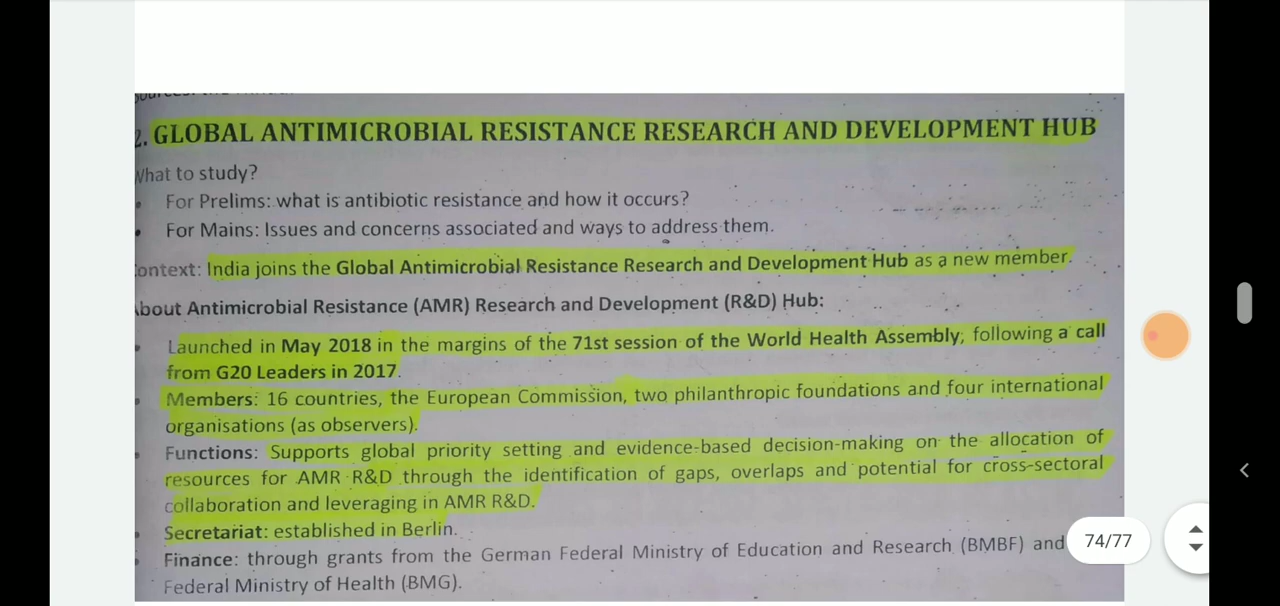 2. GLOBAL ANTIMICROBIAL RESISTANCE RESEARCH AND DEVELOPMENT HUB
What to study?
• For Prelims: what is antibiotic resistance and how it occurs?
• For Mains: Issues and concerns associated and ways to address them.
ontext: India joins the Global Antimicrobial Resistance Research and Development Hub as a new member.
bout Antimicrobial Resistance (AMR) Research and Development (R&D) Hub:
• Launched in May 2018 in the margins of the 71st session of the World Health Assembly, following a call
from G20 Leaders in 2017.
• Members: 16 countries, the European Commission, two philanthropic foundations and four international
organisations (as observers).
• Functions: Supports global priority setting and evidence-based decision-making on the allocation of
resources for AMR R&D through the identification of gaps, overlaps and potential for cross-sectoral
collaboration and leveraging in AMR R&D.
• Secretariat: established in Berlin.
• Finance: through grants from the German Federal Ministry of Education and Research (BMBF) and
74/77
Federal Ministry of Health (BMG).